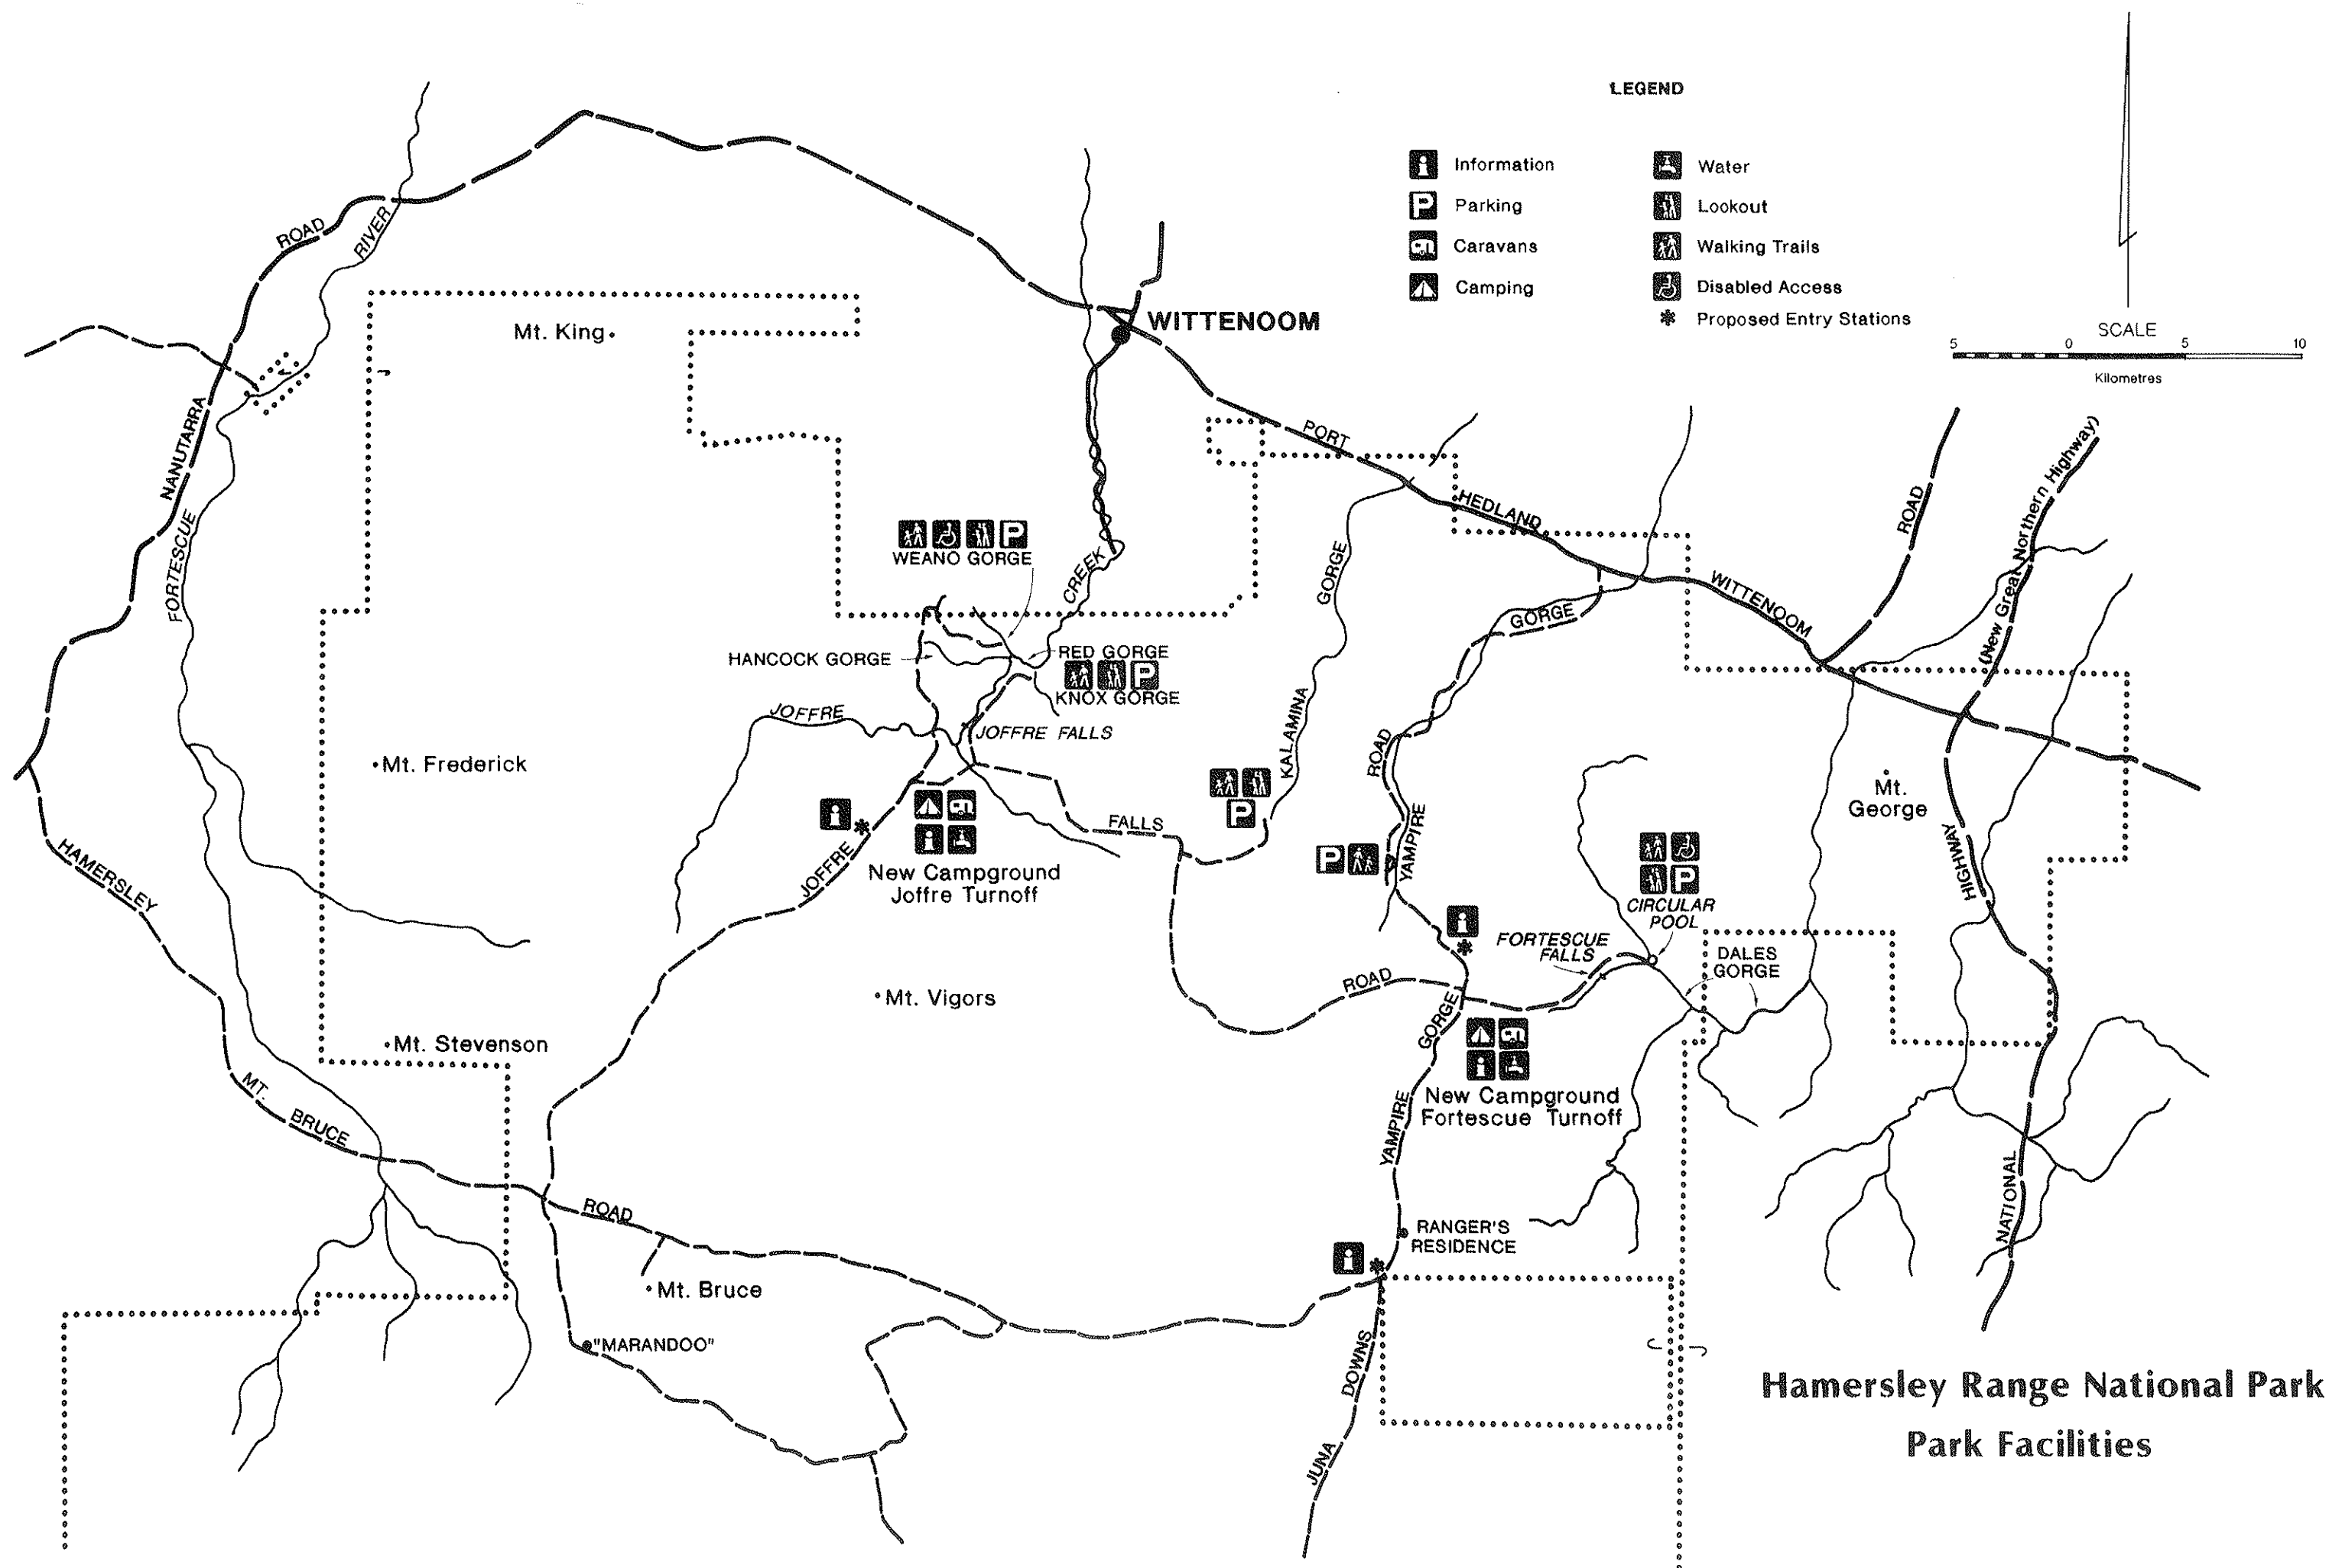 LEGEND
Information
Parking
Caravans
Camping
Water
Lookout
Walking Trails
Disabled Access
Proposed Entry Stations
SCALE
5 0 5 10
Kilometres
ROAD
RIVER
Mt. King
WITTENOOM
NANUTARRA
FORTESCUE
PORT
HEDLAND
WITTENOOM
ROAD
(New Great Northern Highway)
P
WEANO GORGE
CREEK
HANCOCK GORGE
RED GORGE
P
KNOX GORGE
JOFFRE
JOFFRE FALLS
GORGE
KALAMINA
GORGE
ROAD
YAMPIRE
Mt. Frederick
Mt.
George
HIGHWAY
P
FALLS
JOFFRE
New Campground
Joffre Turnoff
P
P
CIRCULAR
POOL
FORTESCUE
FALLS
DALES
GORGE
HAMERSLEY
Mt. Vigors
ROAD
GORGE
Mt. Stevenson
New Campground
Fortescue Turnoff
MT.
BRUCE
YAMPIRE
NATIONAL
ROAD
RANGER'S
RESIDENCE
Mt. Bruce
"MARANDOO"
DOWNS
JUNA
Hamersley Range National Park
Park Facilities